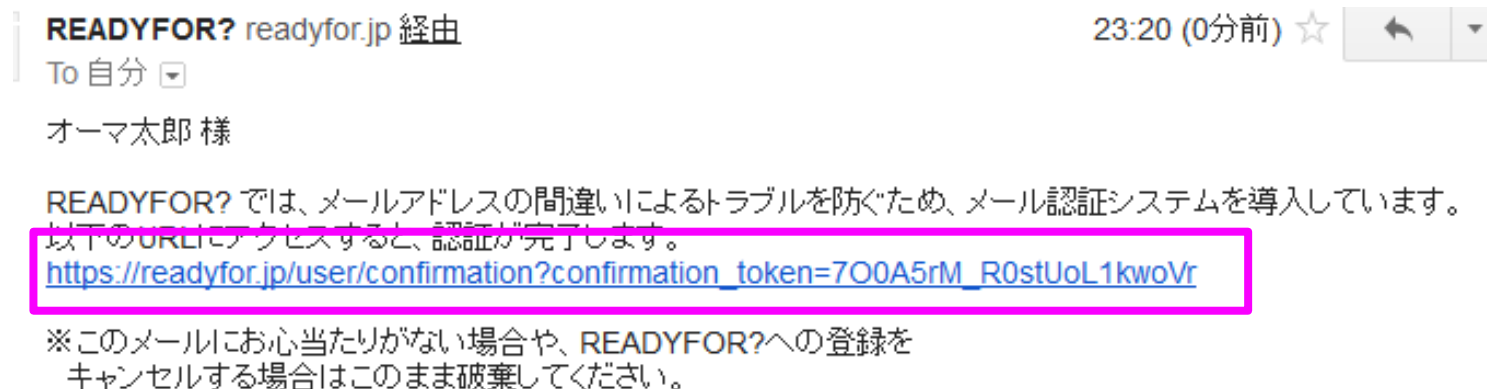 READYFOR? readyfor.jp 経由 23:20 (0分前)
To 自分
オーマ太郎 様
READYFOR? では、メールアドレスの間違いによるトラブルを防ぐため、メール認証システムを導入しています。
以下のURLにアクセスすると、認証が完了します。
https://readyfor.jp/user/confirmation?confirmation_token=7O0A5rM_R0stUoL1kwoVr
※このメールにお心当たりがない場合や、READYFOR?への登録を
キャンセルする場合はこのまま破棄してください。